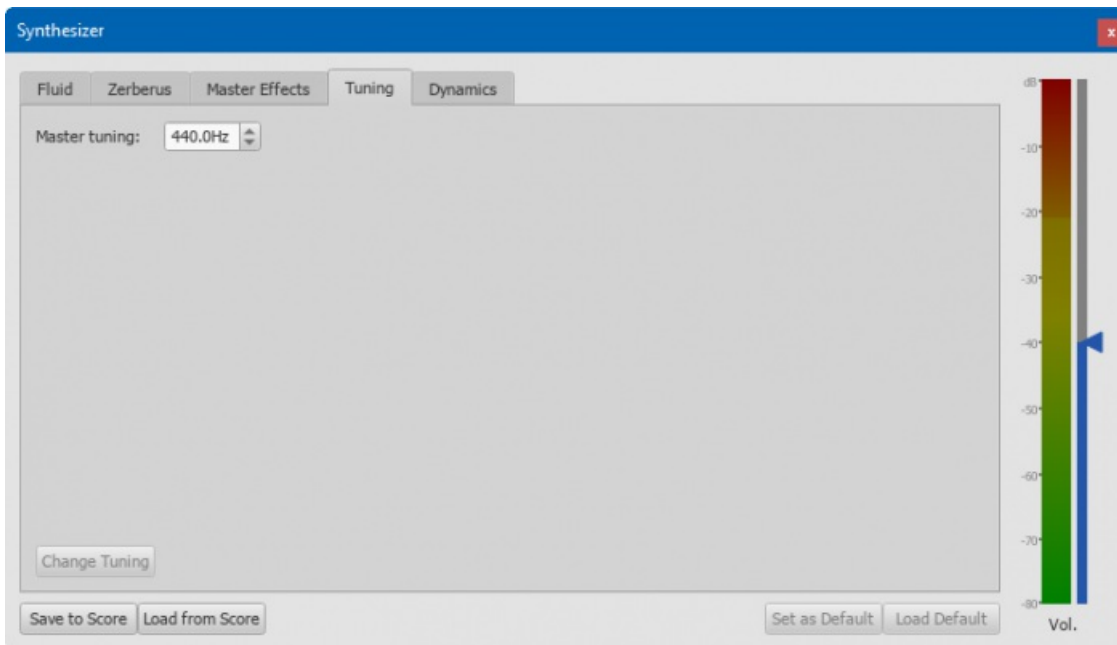 Synthesizer
x
Fluid Zerberus Master Effects Tuning Dynamics
Master tuning: 440.0Hz
Change Tuning
Save to Score Load from Score Set as Default Load Default
dB
-10
-20
-30
-40
-50
-60
-70
-80
Vol.